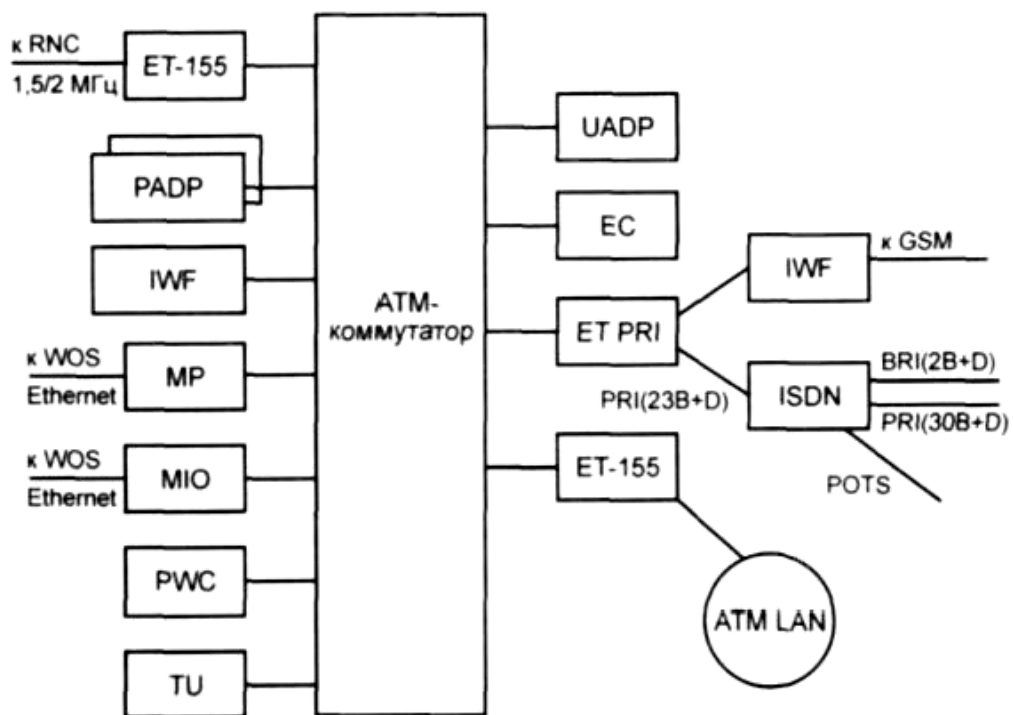 к RNC
1,5/2 МГц
ET-155
PADP
IWF
к WOS
Ethernet
MP
к WOS
Ethernet
MIO
PWC
TU
ATM-
коммутатор
UADP
EC
ET PRI
PRI(23B+D)
ET-155
IWF
к GSM
ISDN
BRI(2B+D)
PRI(30B+D)
POTS
ATM LAN